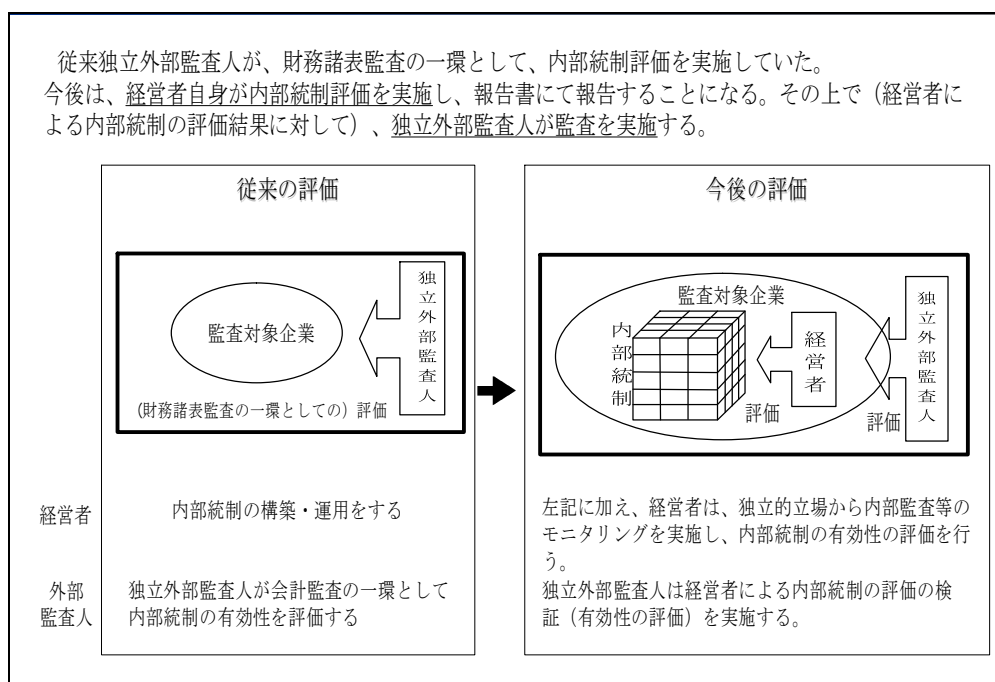 従来独立外部監査人が、財務諸表監査の一環として、内部統制評価を実施していた。
今後は、経営者自身が内部統制評価を実施し、報告書にて報告することになる。その上で（経営者に
よる内部統制の評価結果に対して）、独立外部監査人が監査を実施する。
従来の評価
監査対象企業
独立外部監査人
（財務諸表監査の一環としての）評価
今後の評価
監査対象企業
内部統制
経営者
評価
独立外部監査人
評価
経営者
内部統制の構築・運用をする
左記に加え、経営者は、独立的立場から内部監査等の
モニタリングを実施し、内部統制の有効性の評価を行
う。
外部
監査人
独立外部監査人が会計監査の一環として
内部統制の有効性を評価する
独立外部監査人は経営者による内部統制の評価の検
証（有効性の評価）を実施する。